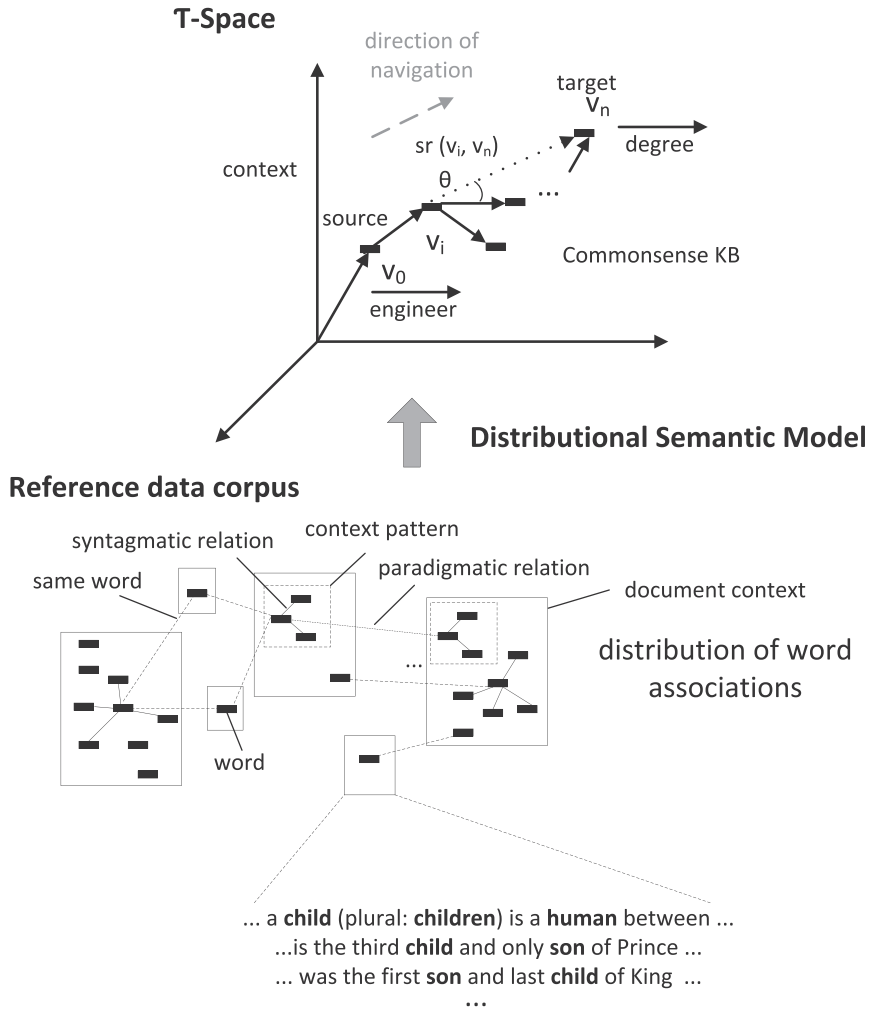 Ƭ-Space
direction of
navigation
target
vn
context
sr (vi, vn)
degree
θ
...
source
vi
Commonsense KB
v0
engineer
Distributional Semantic Model
Reference data corpus
context pattern
syntagmatic relation
paradigmatic relation
same word
document context
distribution of word
associations
...
word
... a child (plural: children) is a human between ...
...is the third child and only son of Prince ...
... was the first son and last child of King ...
...